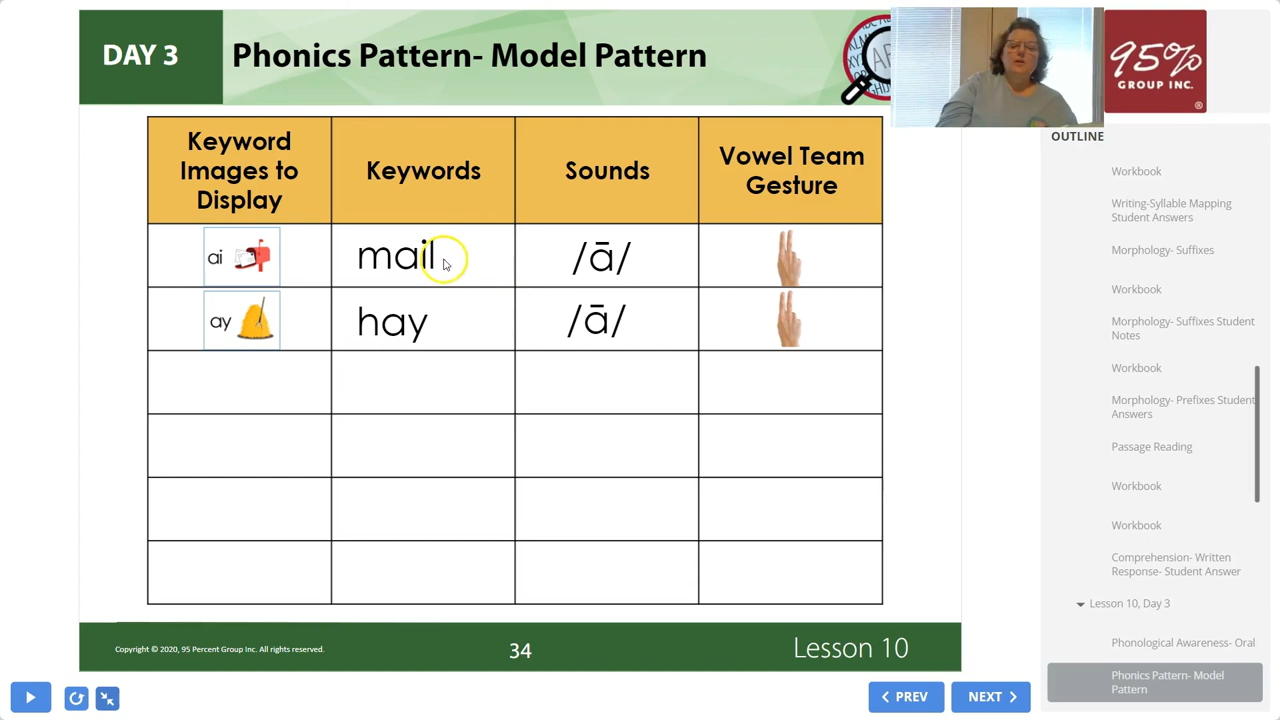 DAY 3
Phonics Pattern- Model Pattern
95%
GROUP INC.
®
OUTLINE
Keyword
Images to
Display
Keywords
Sounds
Vowel Team
Gesture
ai
mail
/ā/
ay
hay
/ā/
Workbook
Writing-Syllable Mapping
Student Answers
Morphology- Suffixes
Workbook
Morphology- Suffixes Student
Notes
Workbook
Morphology- Prefixes Student
Answers
Passage Reading
Workbook
Workbook
Comprehension- Written
Response- Student Answer
Lesson 10, Day 3
Phonological Awareness- Oral
Phonics Pattern- Model
Pattern
Copyright © 2020, 95 Percent Group Inc. All rights reserved.
34
Lesson 10
PREV
NEXT